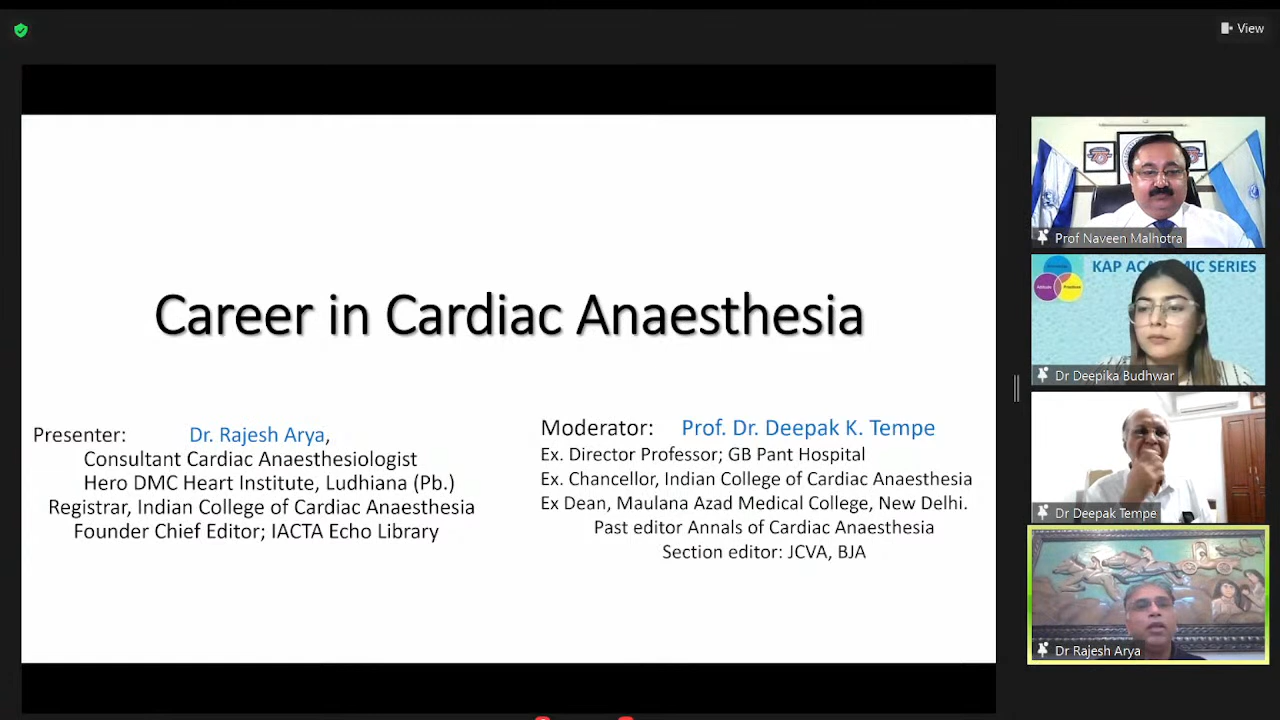 View
Career in Cardiac Anaesthesia
Presenter: Dr. Rajesh Arya,
Consultant Cardiac Anaesthesiologist
Hero DMC Heart Institute, Ludhiana (Pb.)
Registrar, Indian College of Cardiac Anaesthesia
Founder Chief Editor; IACTA Echo Library
Moderator: Prof. Dr. Deepak K. Tempe
Ex. Director Professor; GB Pant Hospital
Ex. Chancellor, Indian College of Cardiac Anaesthesia
Ex Dean, Maulana Azad Medical College, New Delhi.
Past editor Annals of Cardiac Anaesthesia
Section editor: JCVA, BJA
Prof Naveen Malhotra
KAP SERIES
Dr Deepika Budhwar
Dr Deepak Tempe
Dr Rajesh Arya